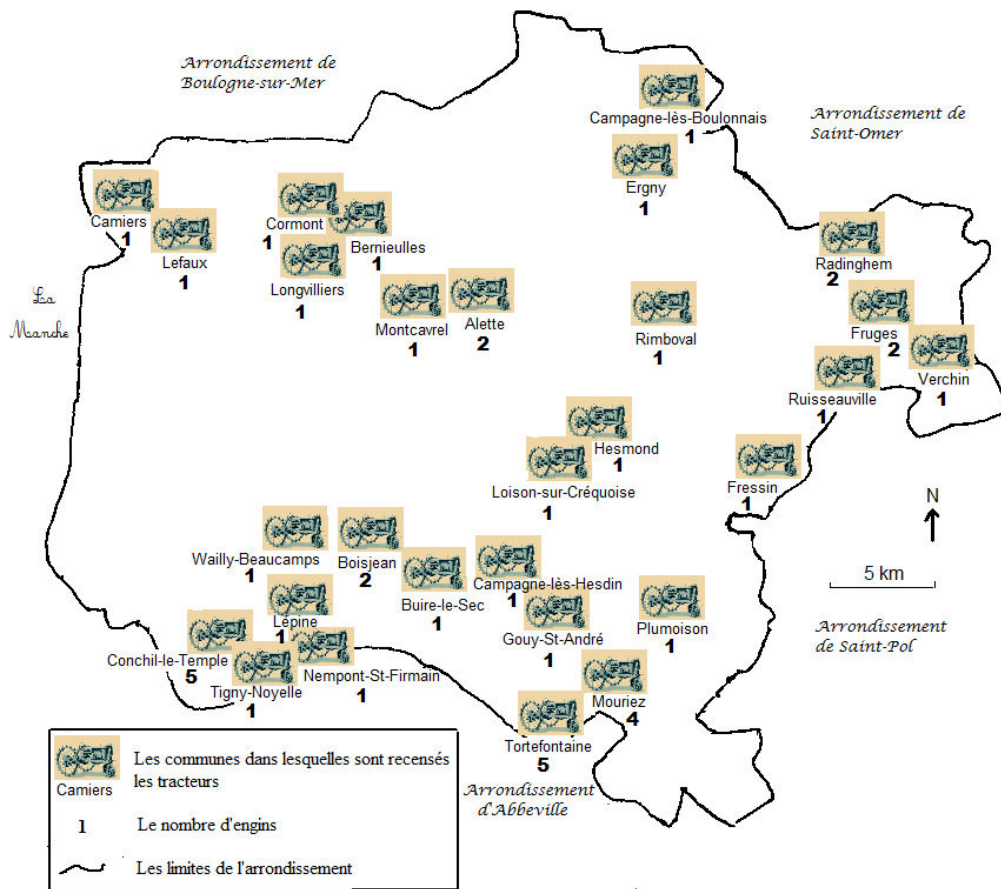 Arrondissement de
Boulogne-sur-Mer
Campagne-lès-Boulonnais
1
Arrondissement de
Saint-Omer
Ergny
1
Camiers
1
Lefaux
1
Cormont
1
Bernieulles
1
Longvilliers
1
Radinghem
2
La
Manche
Montcavrel
1
Alette
2
Rimboval
1
Fruges
2
Verchin
1
Ruisseauville
1
Hesmond
1
Loison-sur-Créquoise
1
Fressin
1
N
Wailly-Beaucamps
1
Boisjean
2
Buire-le-Sec
1
Campagne-lès-Hesdin
1
5 km
Lépine
1
Gouy-St-André
1
Plumoison
1
Arrondissement
de Saint-Pol
Conchil-le-Temple
5
Tigny-Noyelle
1
Nempont-St-Firmain
1
Mouriez
4
Tortefontaine
5
Arrondissement
d'Abbeville
Camiers
Les communes dans lesquelles sont recensés
les tracteurs
1
Le nombre d'engins
Les limites de l'arrondissement